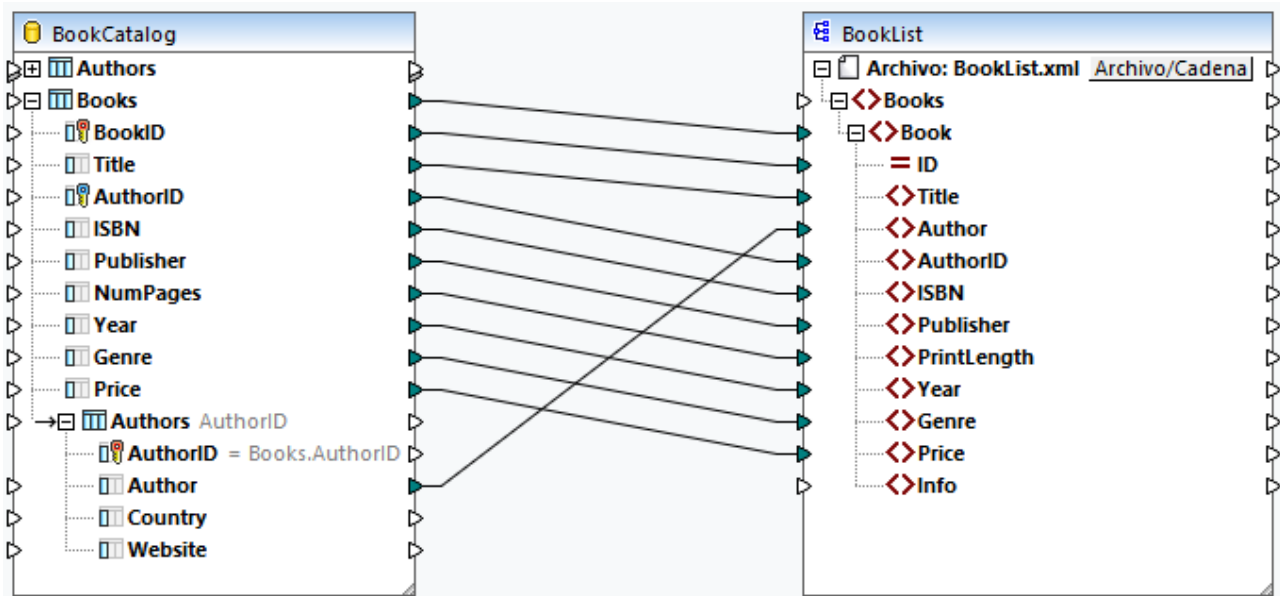 BookCatalog
Authors
Books
BookID
Title
AuthorID
ISBN
Publisher
NumPages
Year
Genre
Price
Authors AuthorID
AuthorID = Books.AuthorID
Author
Country
Website
BookList
Archivo: BookList.xml Archivo/Cadena
Books
Book
ID
Title
Author
AuthorID
ISBN
Publisher
PrintLength
Year
Genre
Price
Info